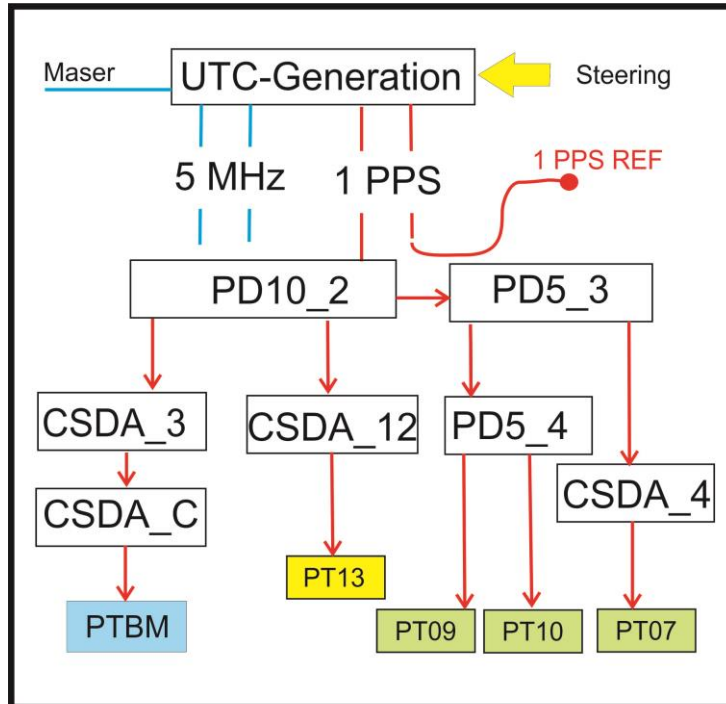 Maser
UTC-Generation
Steering
5 MHz
1 PPS
1 PPS REF
PD10_2
PD5_3
CSDA_3
CSDA_12
PD5_4
CSDA_C
CSDA_4
PT13
PTBM
PT09
PT10
PT07